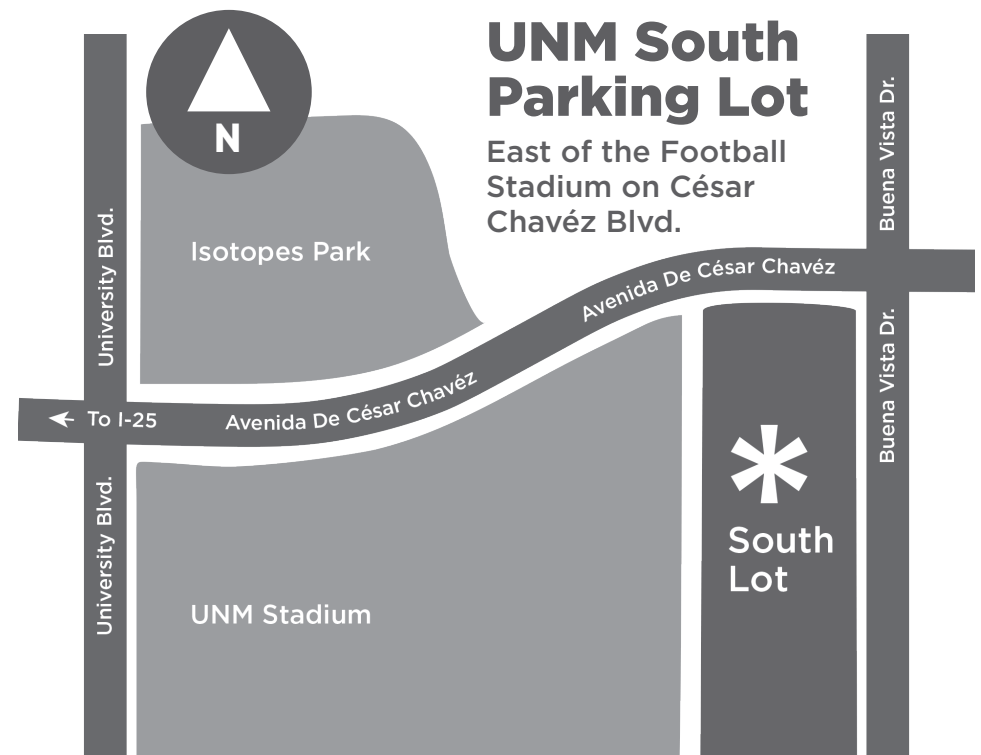 N
UNM South
Parking Lot
East of the Football
Stadium on César
Chavéz Blvd.
Buena Vista Dr.
University Blvd.
Isotopes Park
Avenida De César Chavéz
Buena Vista Dr.
To I-25
Avenida De César Chavéz
University Blvd.
South
Lot
UNM Stadium